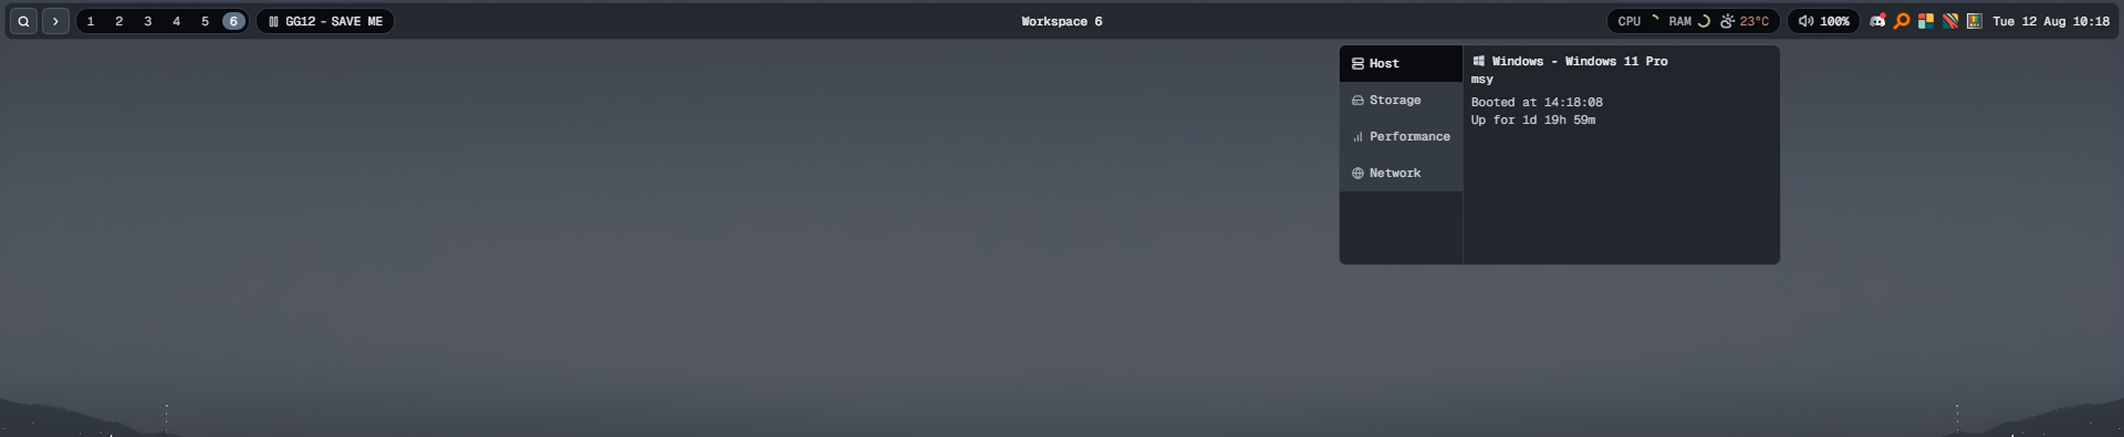 1 2 3 4 5 6 GG12 - SAVE ME Workspace 6 CPU RAM 23°C 100% Tue 12 Aug 10:18
Host
Storage
Performance
Network
Windows - Windows 11 Pro
msy
Booted at 14:18:08
Up for 1d 19h 59m